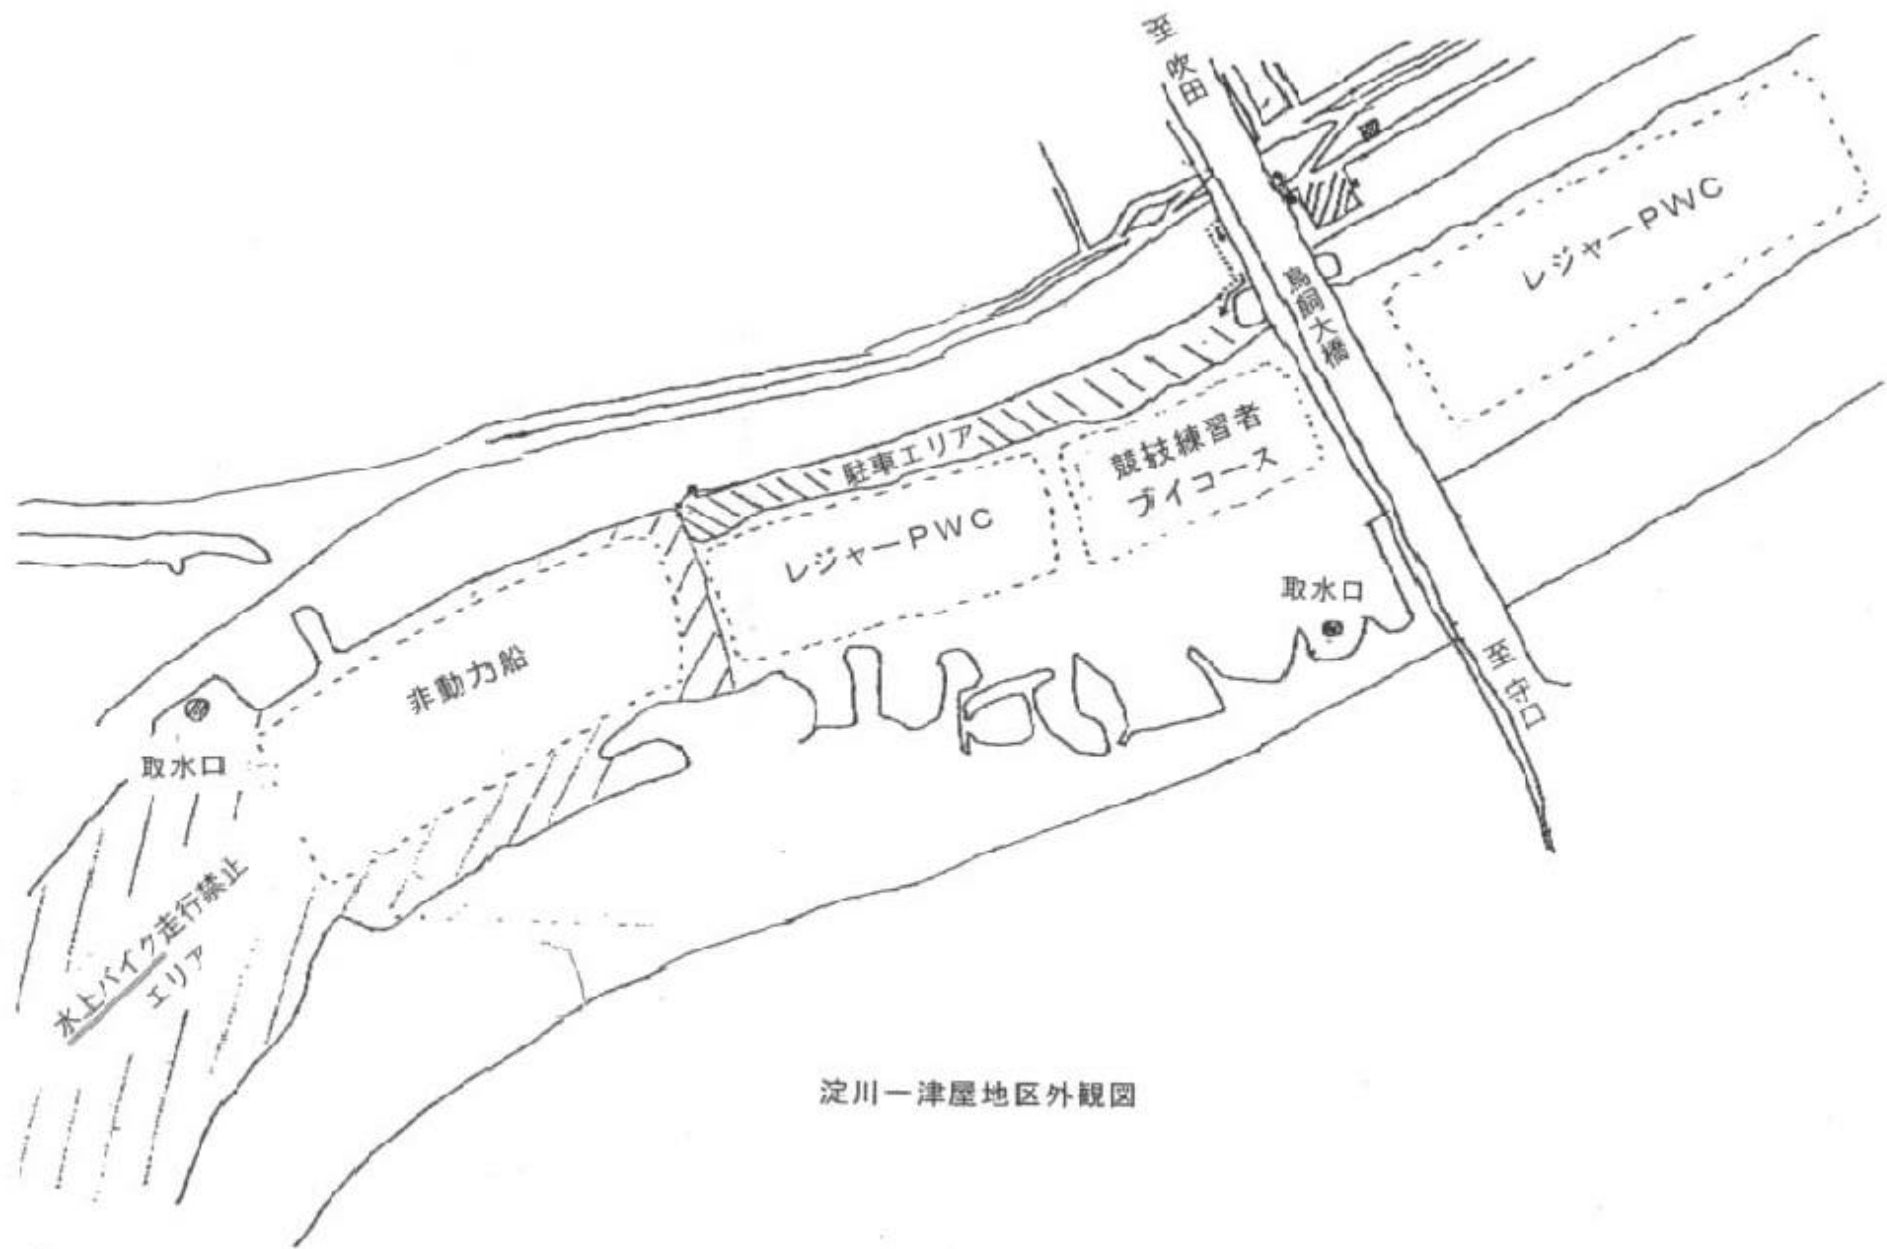 至 吹田
レジャーPWC
鳥飼大橋
競技練習者
ブイコース
駐車エリア
レジャーPWC
取水口
非動力船
至 守口
取水口
水上バイク走行禁止
エリア
淀川一津屋地区外観図